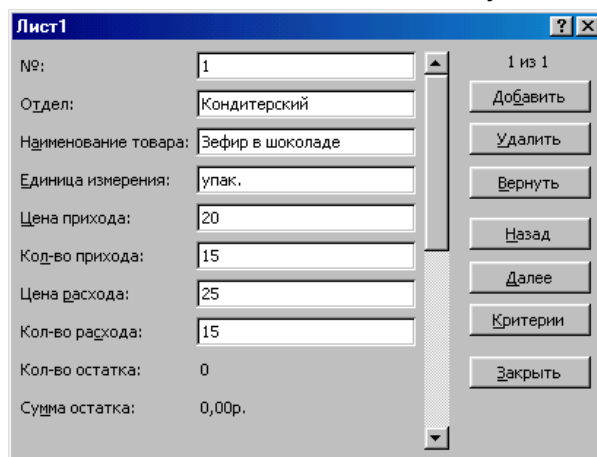 Лист1
№: 1
Отдел: Кондитерский
Наименование товара: Зефир в шоколаде
Единица измерения: упак.
Цена прихода: 20
Кол-во прихода: 15
Цена расхода: 25
Кол-во расхода: 15
Кол-во остатка: 0
Сумма остатка: 0,00р.
1 из 1
Добавить
Удалить
Вернуть
Назад
Далее
Критерии
Закрыть